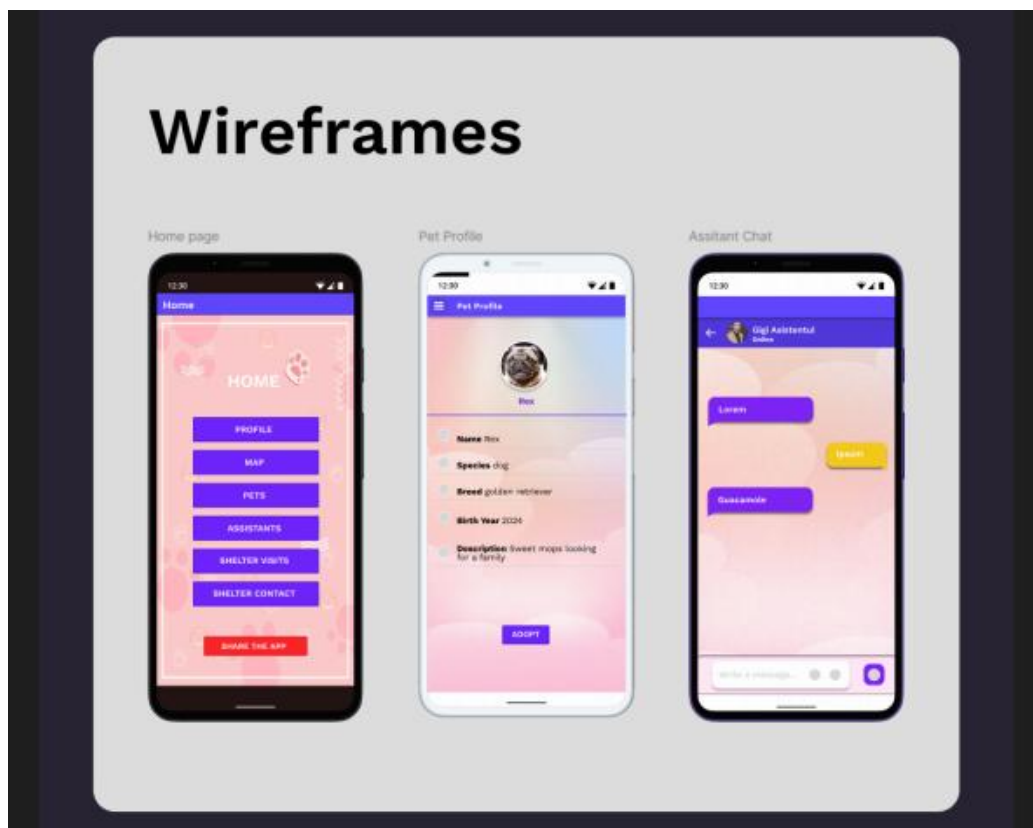 Wireframes
Home page
12:30
Home
HOME
PROFILE
MAP
PETS
ASSISTANTS
SHELTER VISITS
SHELTER CONTACT
SHARE THE APP
Pet Profile
12:30
Pet Profile
Rex
Name Rex
Species dog
Breed golden retriever
Birth Year 2024
Description Sweet mops looking
for a family
ADOPT
Assitant Chat
12:30
Gigi Asistentul
Online
Lorem
Ipsum
Guacamole
Write a message...